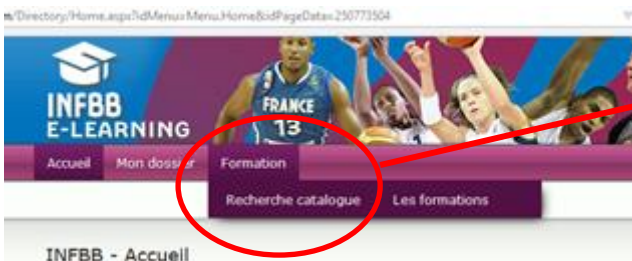 m/Directory/Home.aspx?idMenu=Menu.Home&idPageData=250773504
INFBB
E-LEARNING
FRANCE
13
Accueil Mon dossier Formation
Recherche catalogue Les formations
INFBB - Accueil